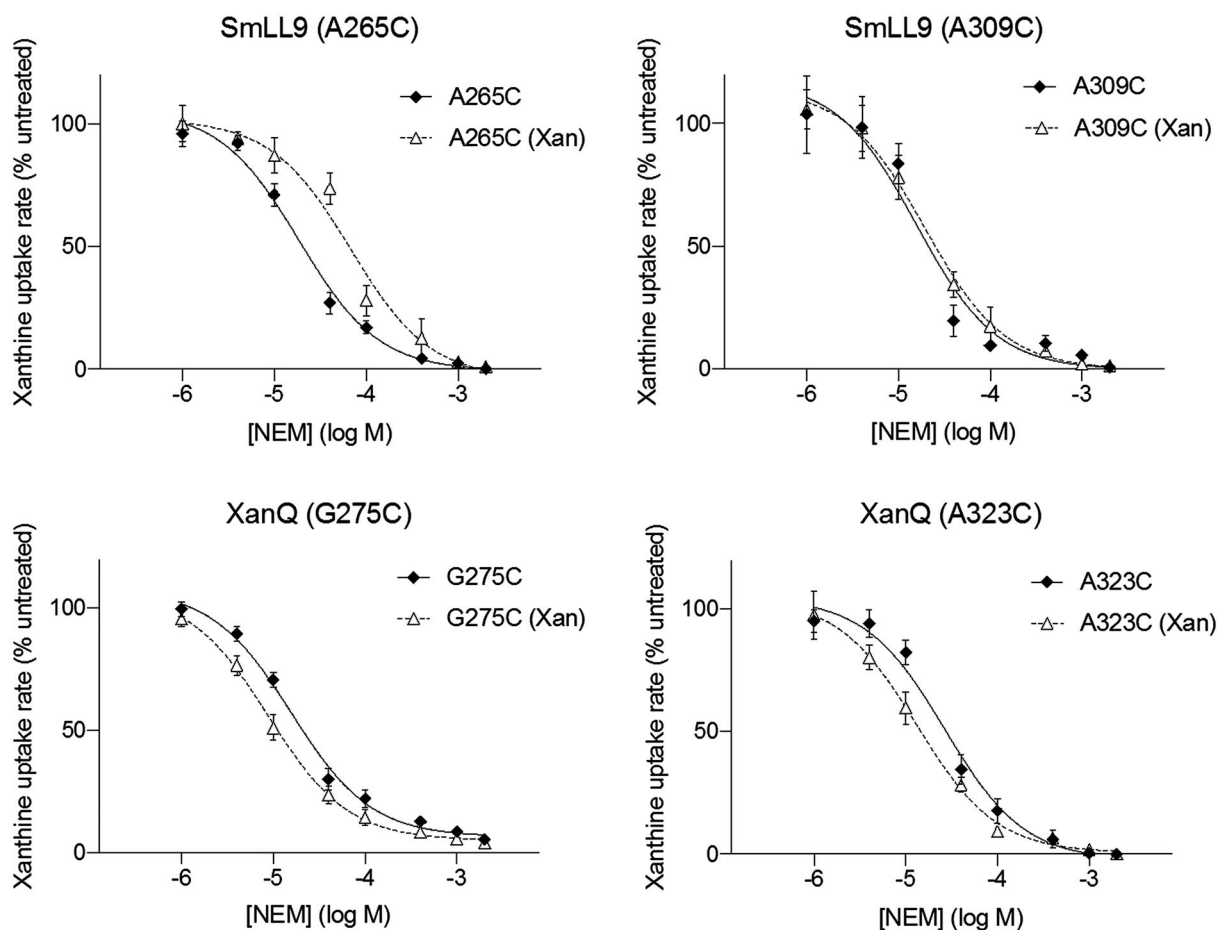 SmLL9 (A265C)
Xanthine uptake rate (% untreated)
A265C
A265C (Xan)
100
50
0
-6 -5 -4 -3
[NEM] (log M)
SmLL9 (A309C)
Xanthine uptake rate (% untreated)
A309C
A309C (Xan)
100
50
0
-6 -5 -4 -3
[NEM] (log M)
XanQ (G275C)
Xanthine uptake rate (% untreated)
G275C
G275C (Xan)
100
50
0
-6 -5 -4 -3
[NEM] (log M)
XanQ (A323C)
Xanthine uptake rate (% untreated)
A323C
A323C (Xan)
100
50
0
-6 -5 -4 -3
[NEM] (log M)